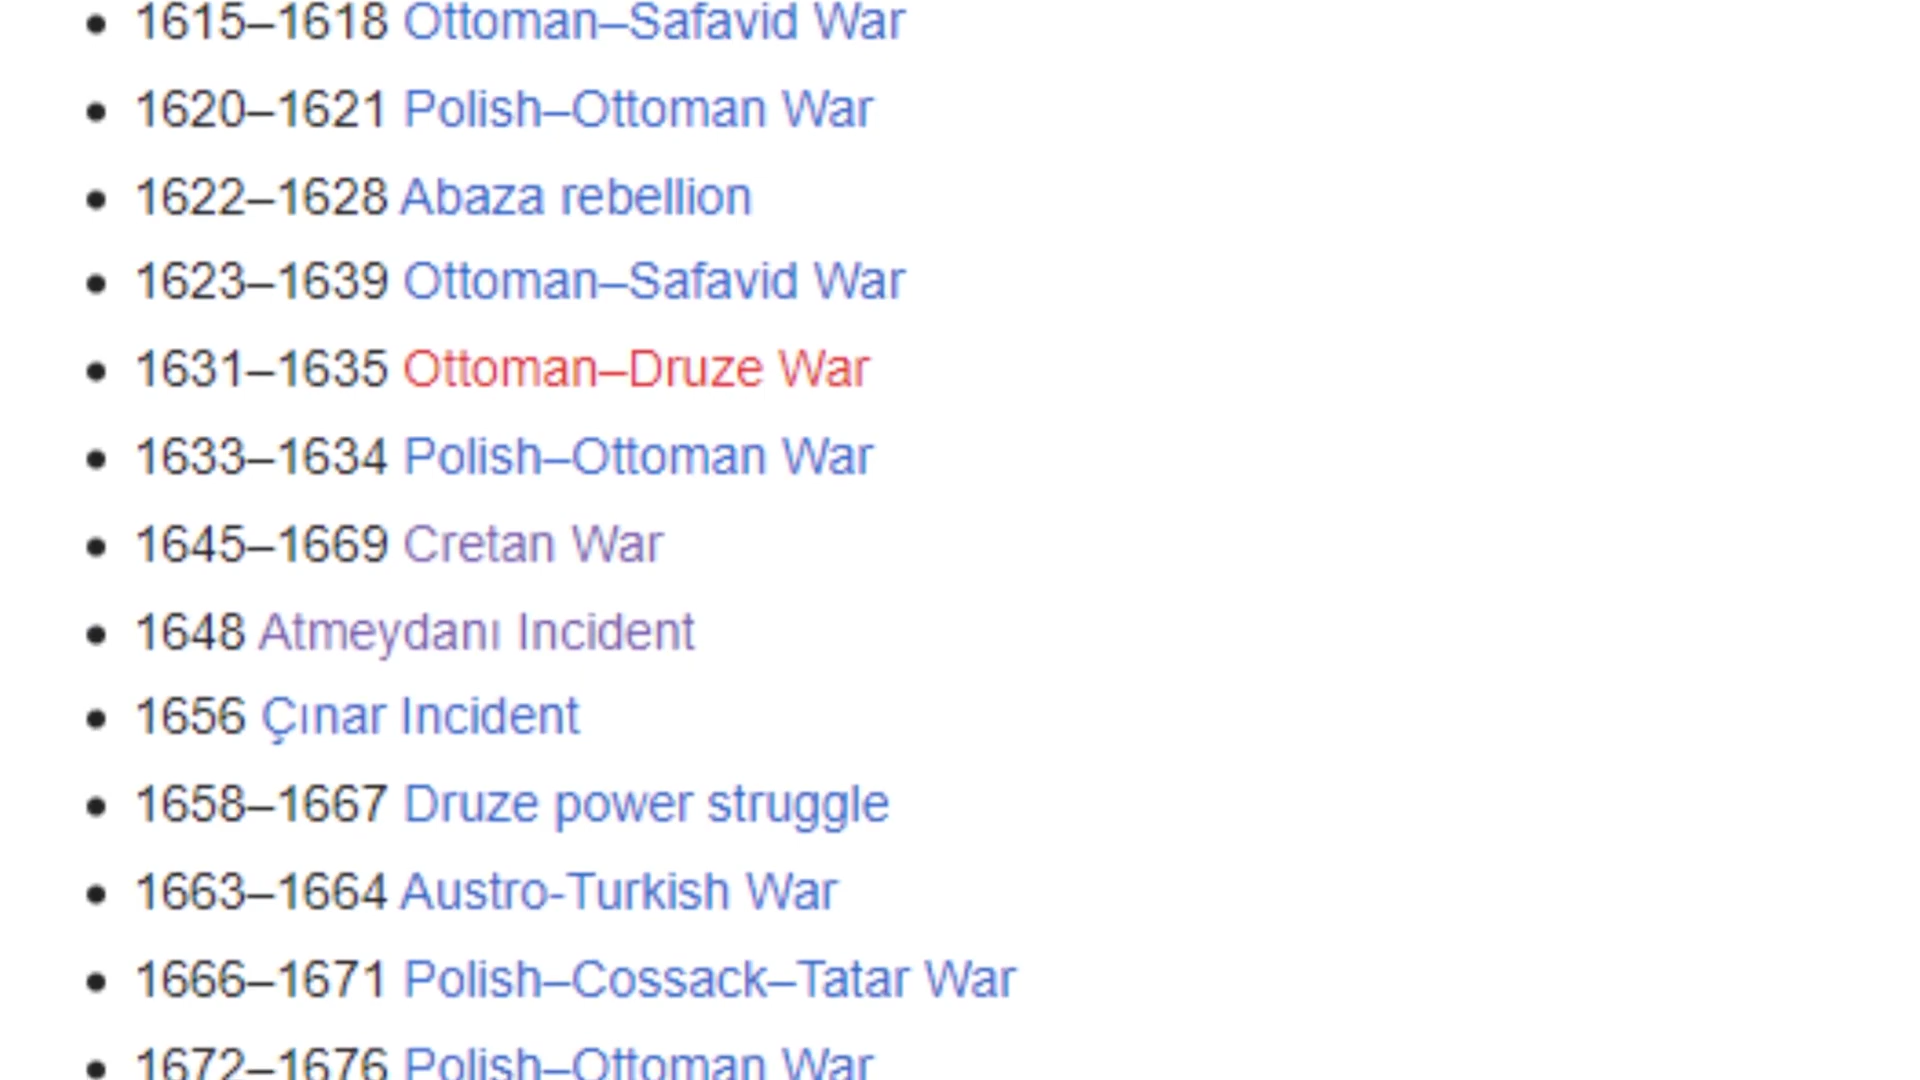 • 1615–1618 Ottoman–Safavid War
• 1620–1621 Polish–Ottoman War
• 1622–1628 Abaza rebellion
• 1623–1639 Ottoman–Safavid War
• 1631–1635 Ottoman–Druze War
• 1633–1634 Polish–Ottoman War
• 1645–1669 Cretan War
• 1648 Atmeydanı Incident
• 1656 Çınar Incident
• 1658–1667 Druze power struggle
• 1663–1664 Austro-Turkish War
• 1666–1671 Polish–Cossack–Tatar War
• 1672–1676 Polish–Ottoman War